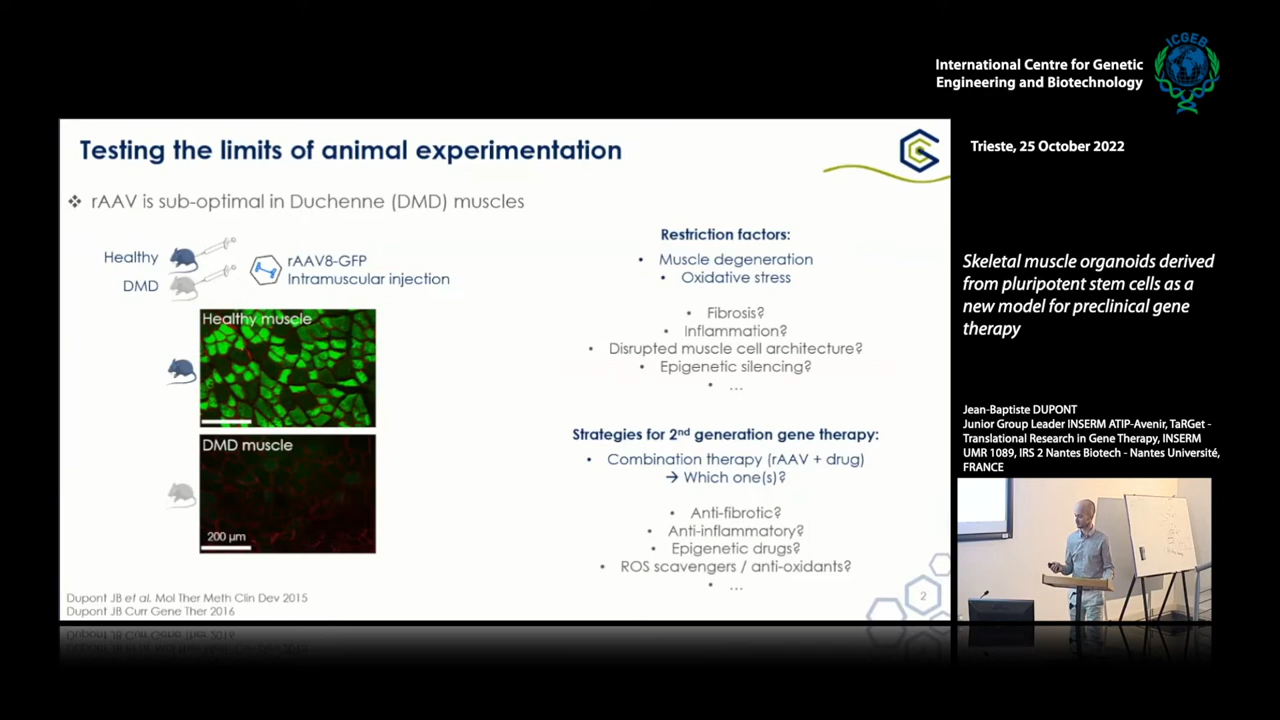 International Centre for Genetic
Engineering and Biotechnology
ICGEB
Trieste, 25 October 2022
Testing the limits of animal experimentation
❖ rAAV is sub-optimal in Duchenne (DMD) muscles
Healthy
DMD
rAAV8-GFP
Intramuscular injection
Healthy muscle
DMD muscle
200 µm
Dupont JB et al. Mol Ther Meth Clin Dev 2015
Dupont JB Curr Gene Ther 2016
Restriction factors:
• Muscle degeneration
• Oxidative stress
• Fibrosis?
• Inflammation?
• Disrupted muscle cell architecture?
• Epigenetic silencing?
• …
Strategies for 2nd generation gene therapy:
• Combination therapy (rAAV + drug)
→ Which one(s)?
• Anti-fibrotic?
• Anti-inflammatory?
• Epigenetic drugs?
• ROS scavengers / anti-oxidants?
• …
2
Skeletal muscle organoids derived
from pluripotent stem cells as a
new model for preclinical gene
therapy
Jean-Baptiste DUPONT
Junior Group Leader INSERM ATIP-Avenir, TaRGet -
Translational Research in Gene Therapy, INSERM
UMR 1089, IRS 2 Nantes Biotech - Nantes Université,
FRANCE